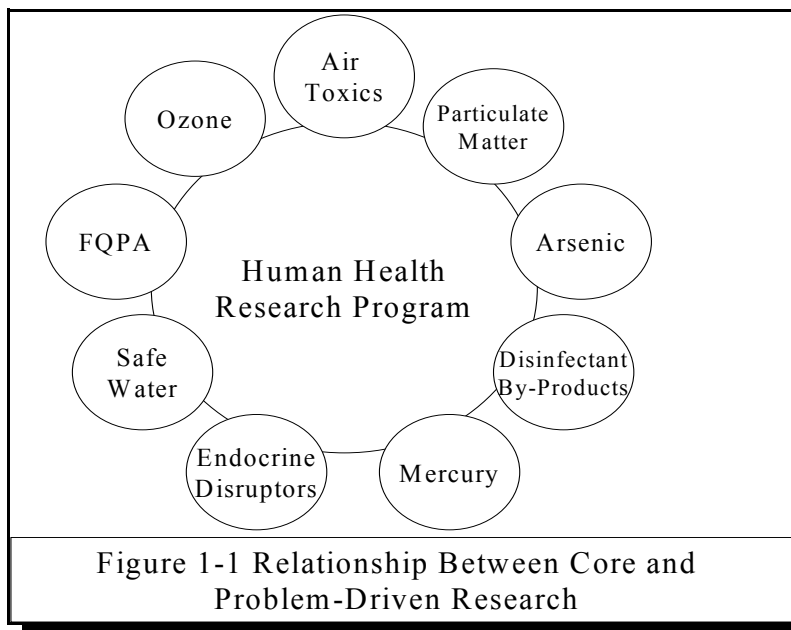 Air
Toxics
Particulate
Matter
Arsenic
Disinfectant
By-Products
Mercury
Endocrine
Disruptors
Safe
Water
FQPA
Ozone
Human Health
Research Program
Figure 1-1 Relationship Between Core and
Problem-Driven Research